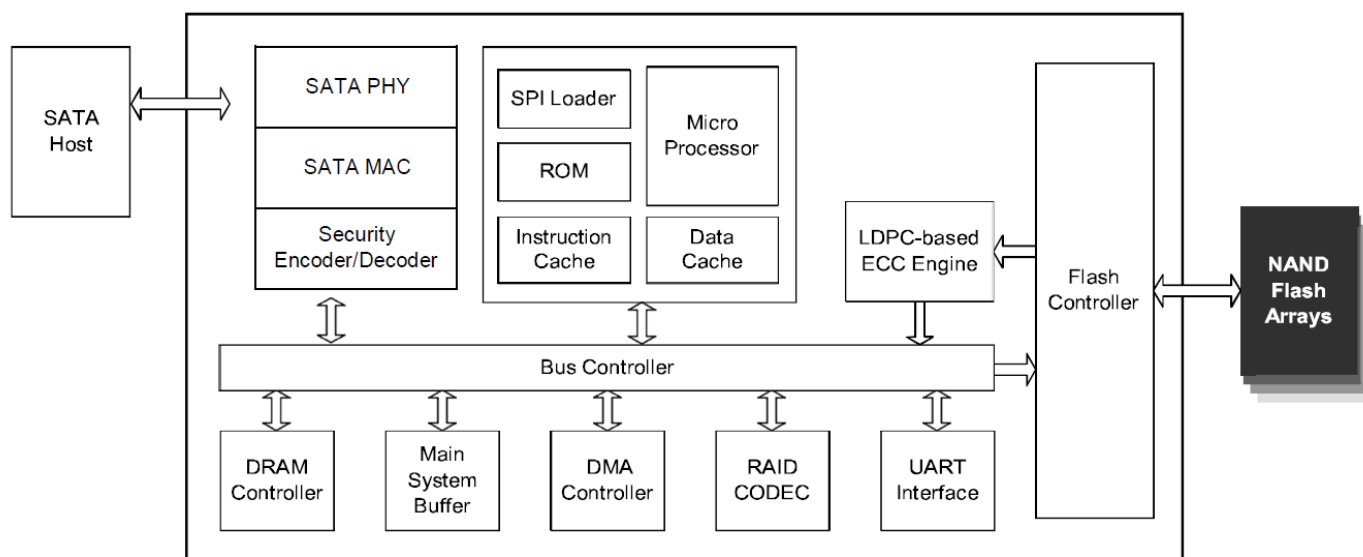 SATA
Host
SATA PHY
SATA MAC
Security
Encoder/Decoder
SPI Loader
ROM
Instruction
Cache
Micro
Processor
Data
Cache
LDPC-based
ECC Engine
Flash
Controller
NAND
Flash
Arrays
Bus Controller
DRAM
Controller
Main
System
Buffer
DMA
Controller
RAID
CODEC
UART
Interface